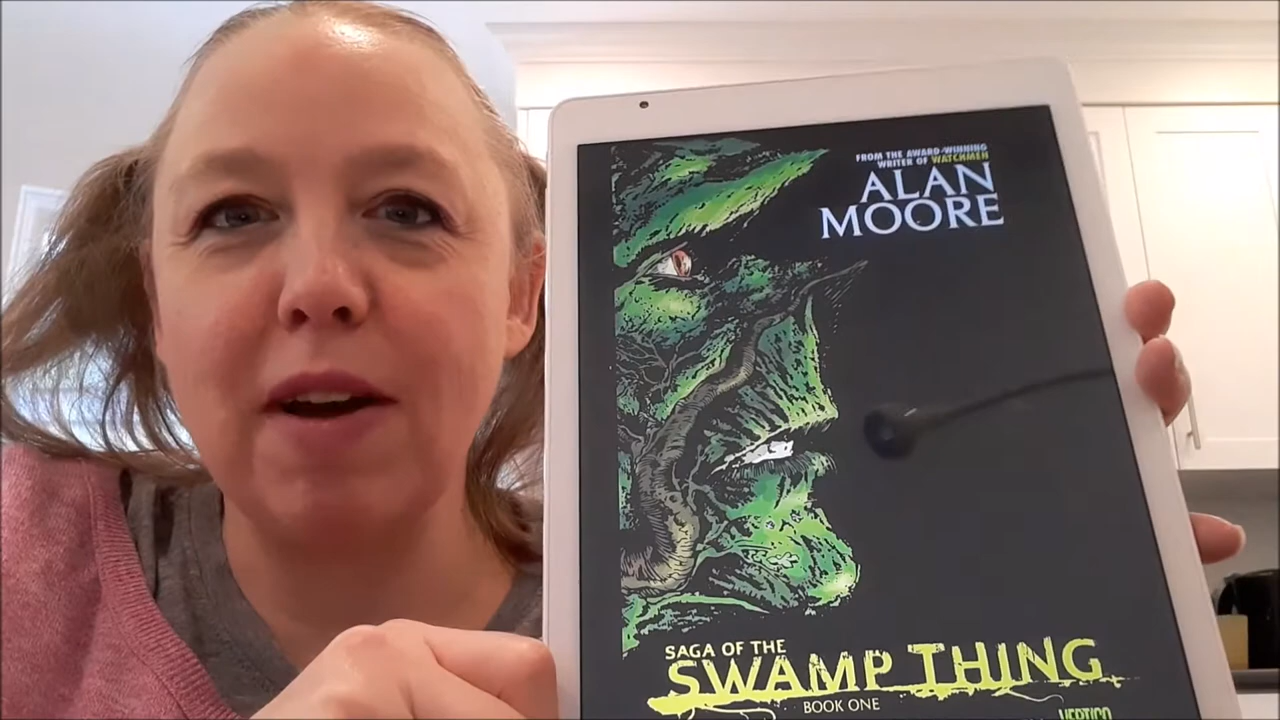 FROM THE AWARD-WINNING
WRITER OF WATCHMEN
ALAN
MOORE
SAGA OF THE
SWAMP THING
BOOK ONE
VERTIGO